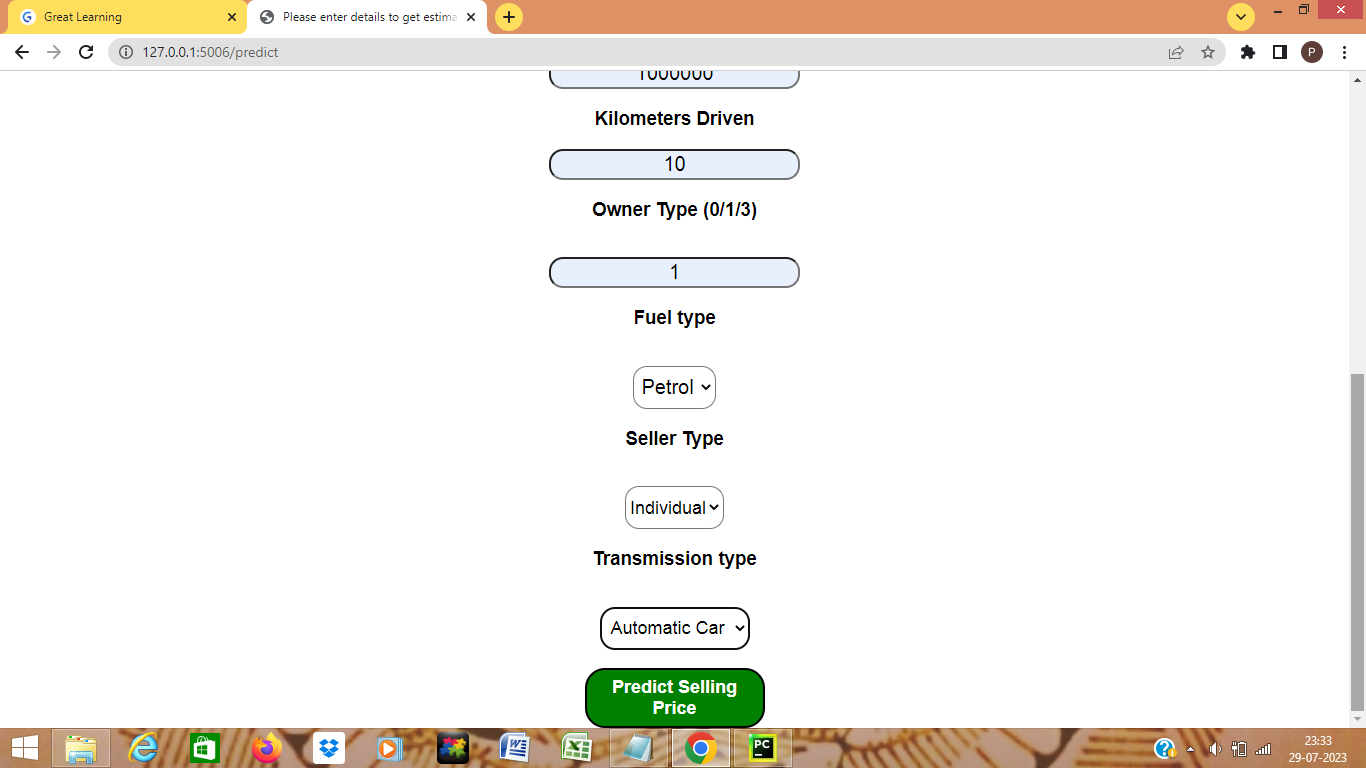 Great Learning
Please enter details to get estima
127.0.0.1:5006/predict
P
1000000
Kilometers Driven
10
Owner Type (0/1/3)
1
Fuel type
Petrol
Seller Type
Individual
Transmission type
Automatic Car
Predict Selling
Price
PC
23:33
29-07-2023